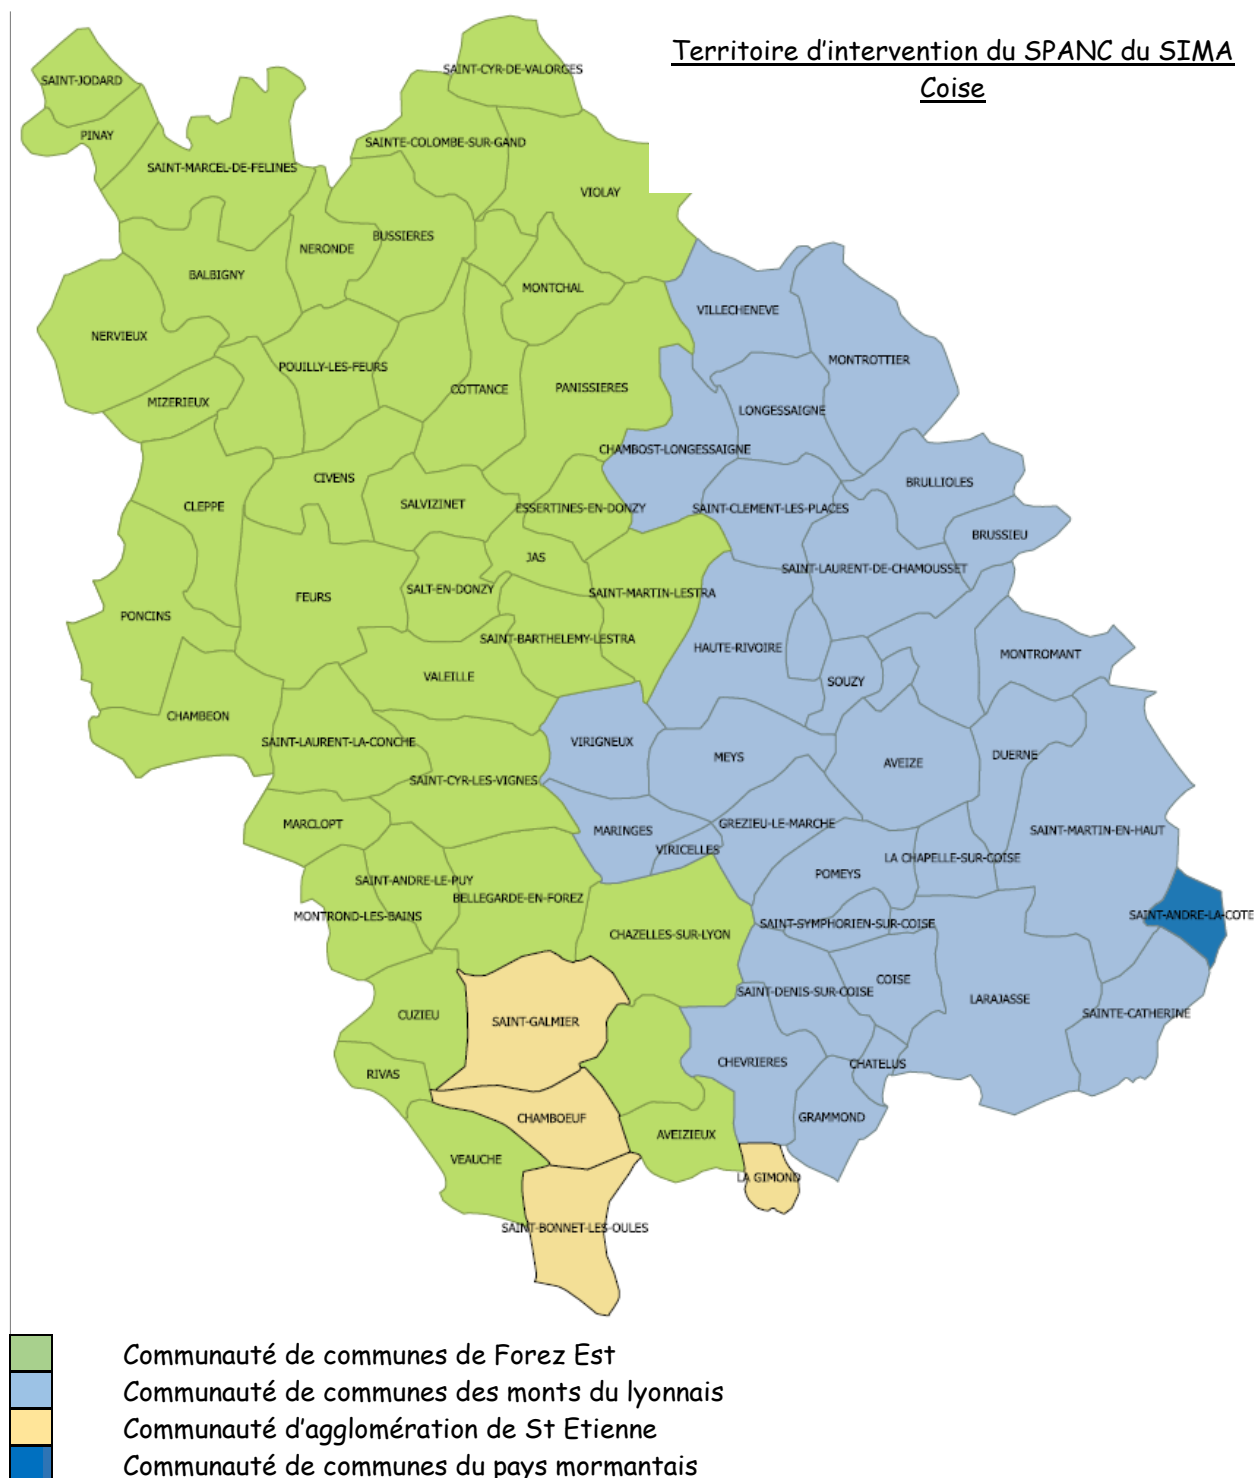 Territoire d'intervention du SPANC du SIMA
Coise
SAINT-CYR-DE-VALORGES
SAINT-JODARD
PINAY
SAINTE-COLOMBE-SUR-GAND
SAINT-MARCEL-DE-FELINES
VIOLAY
BUSSIERES
NERONDE
BALBIGNY
MONTCHAL
VILLECHENEVE
NERVIEUX
MONTROTTIER
POUILLY-LES-FEURS
COTTANCE
PANISSIERES
MIZERIEUX
LONGESSAIGNE
CHAMBOST-LONGESSAIGNE
CIVENS
BRULLIOLES
CLEPPE
SALVIZINET
ESSERTINES-EN-DONZY
SAINT-CLEMENT-LES-PLACES
BRUSSIEU
JAS
SAINT-LAURENT-DE-CHAMOUSSET
SALT-EN-DONZY
SAINT-MARTIN-LESTRA
FEURS
PONCINS
SAINT-BARTHELEMY-LESTRA
HAUTE-RIVOIRE
MONTROMANT
VALEILLE
SOUZY
CHAMBEON
SAINT-LAURENT-LA-CONCHE
VIRIGNEUX
MEYS
DUERNE
AVEIZE
SAINT-CYR-LES-VIGNES
MARCLOPT
MARINGES
GREZIEU-LE-MARCHE
SAINT-MARTIN-EN-HAUT
VIRICELLES
LA CHAPELLE-SUR-COISE
POMEYS
SAINT-ANDRE-LE-PUY
BELLEGARDE-EN-FOREZ
MONTROND-LES-BAINS
SAINT-ANDRE-LA-COTE
SAINT-SYMPHORIEN-SUR-COISE
CHAZELLES-SUR-LYON
COISE
SAINT-DENIS-SUR-COISE
LARAJASSE
CUZIEU
SAINT-GALMIER
SAINTE-CATHERINE
CHEVRIERES
CHATELUS
RIVAS
CHAMBOEUF
GRAMMOND
AVEIZIEUX
VEAUCHE
LA GIMOND
SAINT-BONNET-LES-OULES
Communauté de communes de Forez Est
Communauté de communes des monts du lyonnais
Communauté d'agglomération de St Etienne
Communauté de communes du pays mormantais